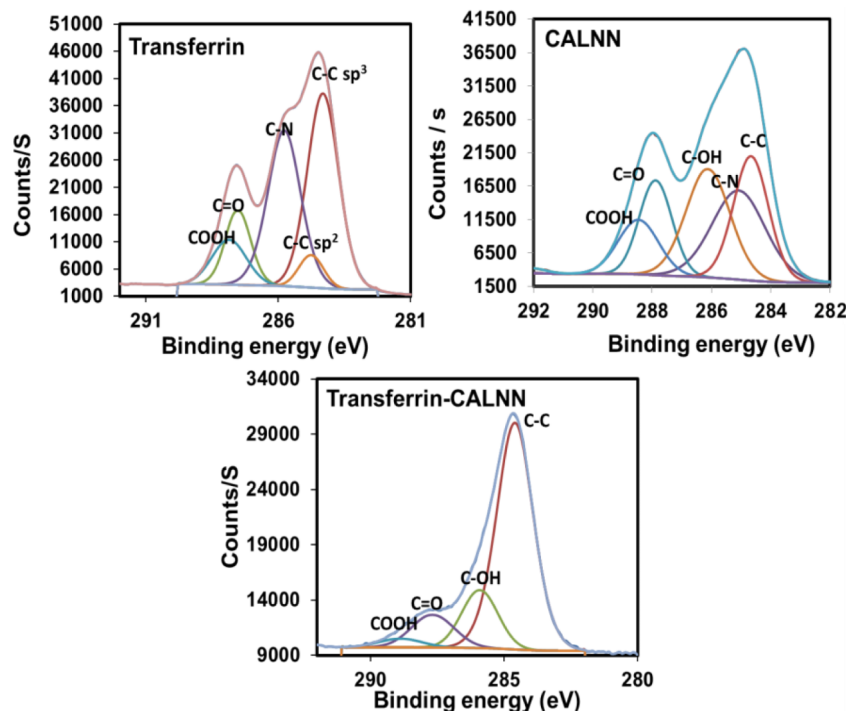 Transferrin
51000
46000
41000
36000
31000
26000
21000
16000
11000
6000
1000
Counts/S
C-C sp³
C-N
C=O
COOH
C-C sp²
291
286
281
Binding energy (eV)
CALNN
41500
36500
31500
26500
21500
16500
11500
6500
1500
Counts / s
C-C
C-OH
C=O
C-N
COOH
292
290
288
286
284
282
Binding energy (eV)
Transferrin-CALNN
34000
29000
24000
19000
14000
9000
Counts/S
C-C
C-OH
C=O
COOH
290
285
280
Binding energy (eV)